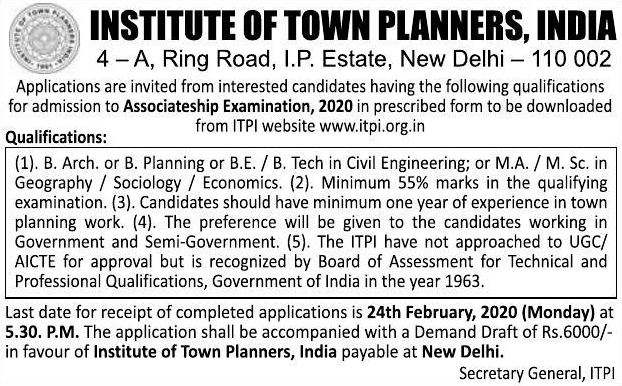 INSTITUTE OF TOWN PLANNERS, INDIA
4 – A, Ring Road, I.P. Estate, New Delhi – 110 002
Applications are invited from interested candidates having the following qualifications
for admission to Associateship Examination, 2020 in prescribed form to be downloaded
from ITPI website www.itpi.org.in
Qualifications:
(1). B. Arch. or B. Planning or B.E. / B. Tech in Civil Engineering; or M.A. / M. Sc. in
Geography / Sociology / Economics. (2). Minimum 55% marks in the qualifying
examination. (3). Candidates should have minimum one year of experience in town
planning work. (4). The preference will be given to the candidates working in
Government and Semi-Government. (5). The ITPI have not approached to UGC/
AICTE for approval but is recognized by Board of Assessment for Technical and
Professional Qualifications, Government of India in the year 1963.
Last date for receipt of completed applications is 24th February, 2020 (Monday) at
5.30. P.M. The application shall be accompanied with a Demand Draft of Rs.6000/-
in favour of Institute of Town Planners, India payable at New Delhi.
Secretary General, ITPI